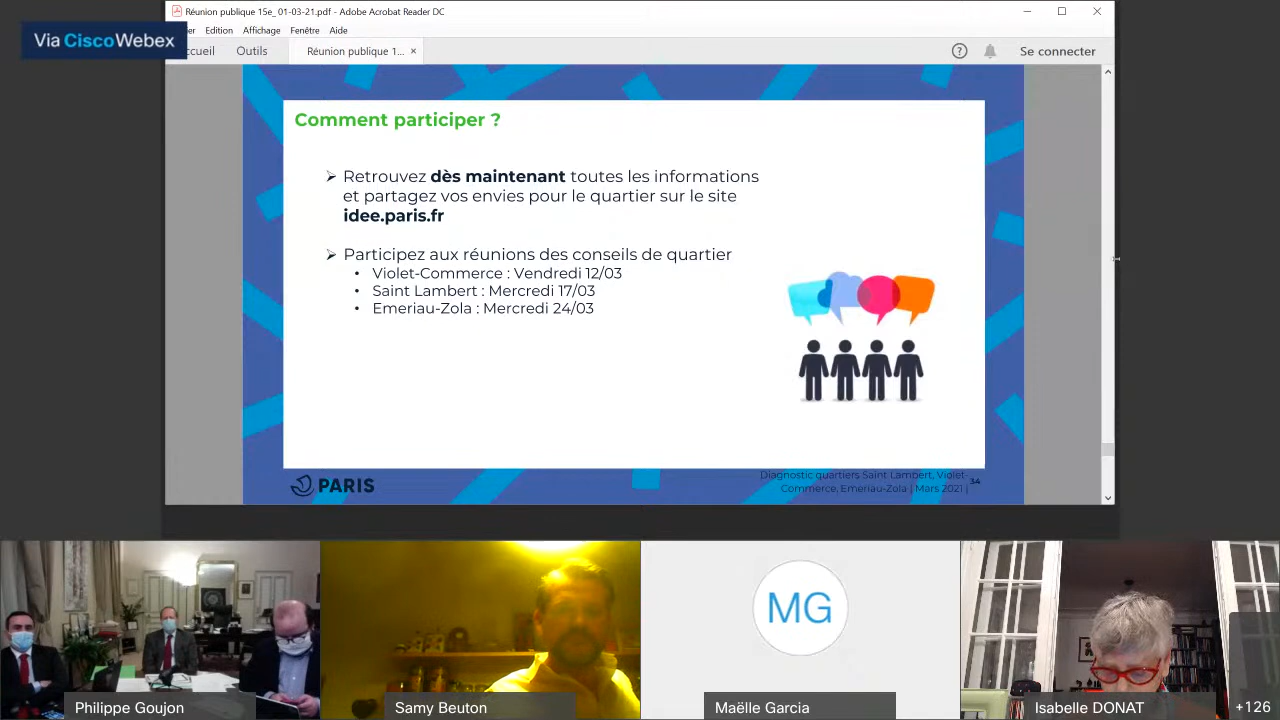 Réunion publique 15e_ 01-03-21.pdf - Adobe Acrobat Reader DC
Edition Affichage Fenêtre Aide
Via Cisco Webex
Outils
Réunion publique 1... ×
Se connecter
Comment participer ?
➢ Retrouvez dès maintenant toutes les informations
et partagez vos envies pour le quartier sur le site
idee.paris.fr
➢ Participez aux réunions des conseils de quartier
• Violet-Commerce : Vendredi 12/03
• Saint Lambert : Mercredi 17/03
• Emeriau-Zola : Mercredi 24/03
PARIS
Diagnostic quartiers Saint Lambert, Violet-
Commerce, Emeriau-Zola | Mars 2021 | 34
MG
Philippe Goujon
Samy Beuton
Maëlle Garcia
Isabelle DONAT
+126